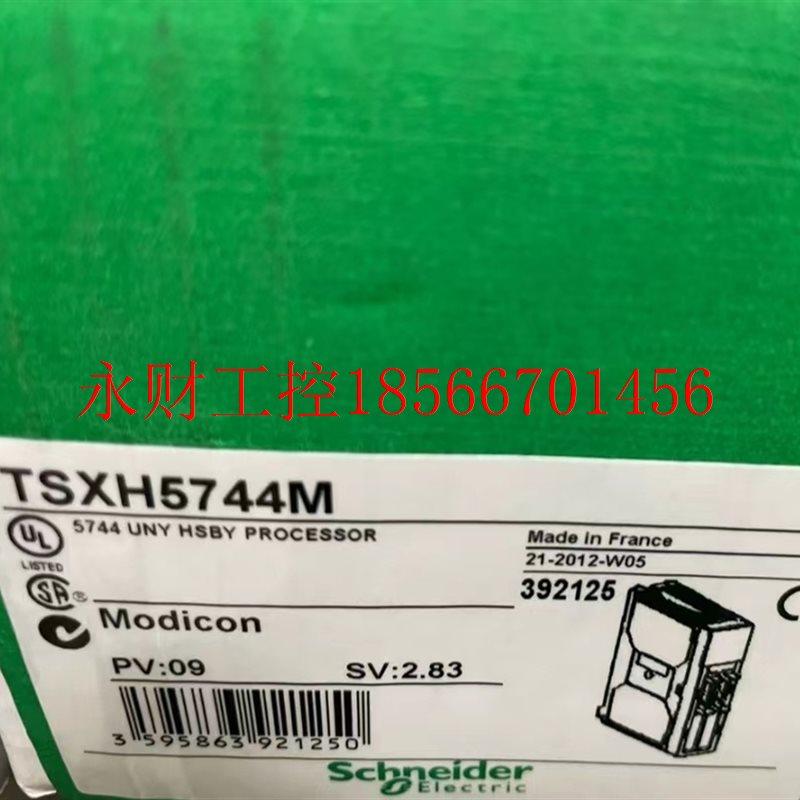 永财工控18566701456
TSXH5744M
UL
LISTED
5744 UNY HSBY PROCESSOR
Made in France
21-2012-W05
392125
SA®
Modicon
PV:09 SV:2.83
3 595863 921250
Schneider
Electric